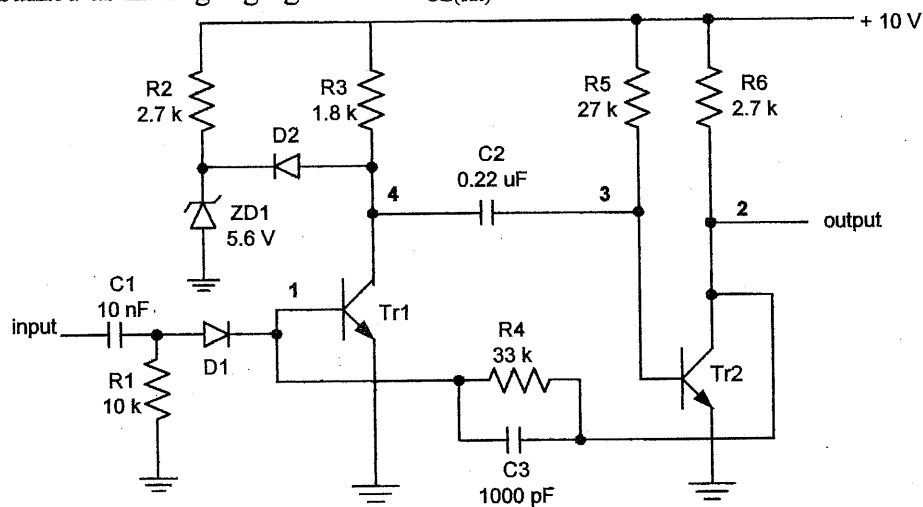 + 10 V
R2
2.7 k
R3
1.8 k
R5
27 k
R6
2.7 k
D2
C2
0.22 uF
4
3
2
output
ZD1
5.6 V
C1
10 nF
1
Tr1
input
D1
R4
33 k
Tr2
R1
10 k
C3
1000 pF